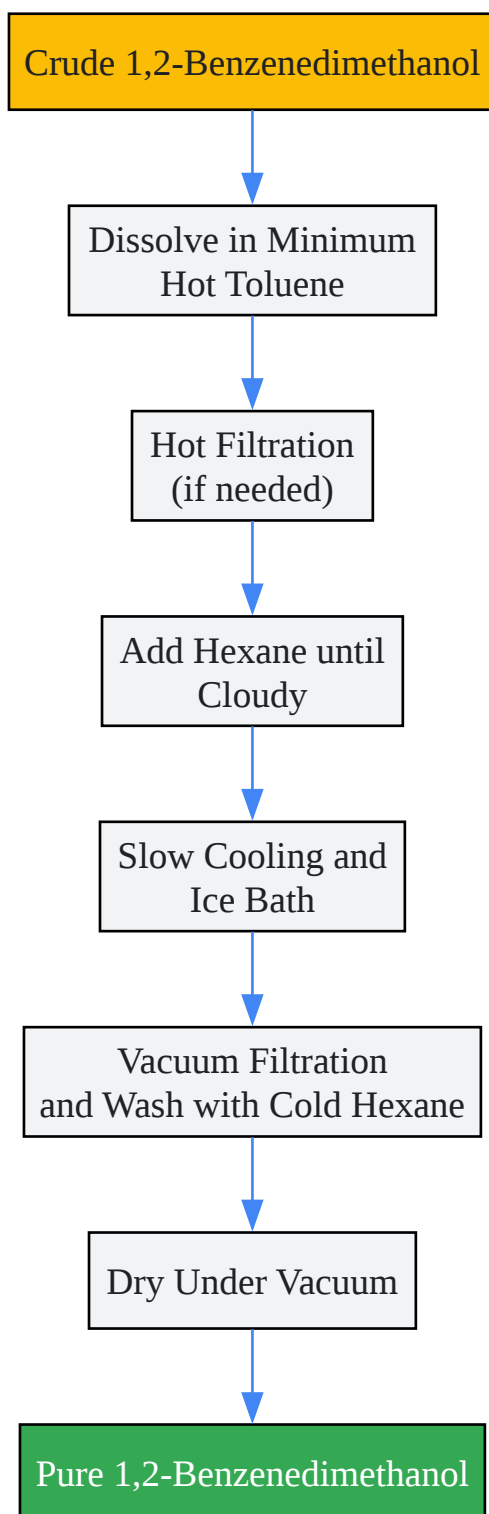 Crude 1,2-Benzenedimethanol
Dissolve in Minimum
Hot Toluene
Hot Filtration
(if needed)
Add Hexane until
Cloudy
Slow Cooling and
Ice Bath
Vacuum Filtration
and Wash with Cold Hexane
Dry Under Vacuum
Pure 1,2-Benzenedimethanol